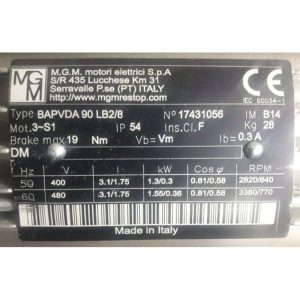 MGM
M.G.M. motori elettrici S.p.A
S/R 435 Lucchese Km 31
Serravalle P.se (PT) ITALY
http://www.mgmrestop.com
CE
IEC 60034-1
Type BAPVDA 90 LB2/8 N° 17431056 IM B14
Mot. 3~S1 IP 54 Ins.Cl. F Kg 28
Brake max 19 Nm Vb= Vm Ib= 0.3 A
DM
Hz V A kW Cos φ RPM
50 400 3.1/1.75 1.3/0.3 0.81/0.58 2820/640
60 480 3.1/1.75 1.55/0.36 0.81/0.58 3380/770
Made in Italy